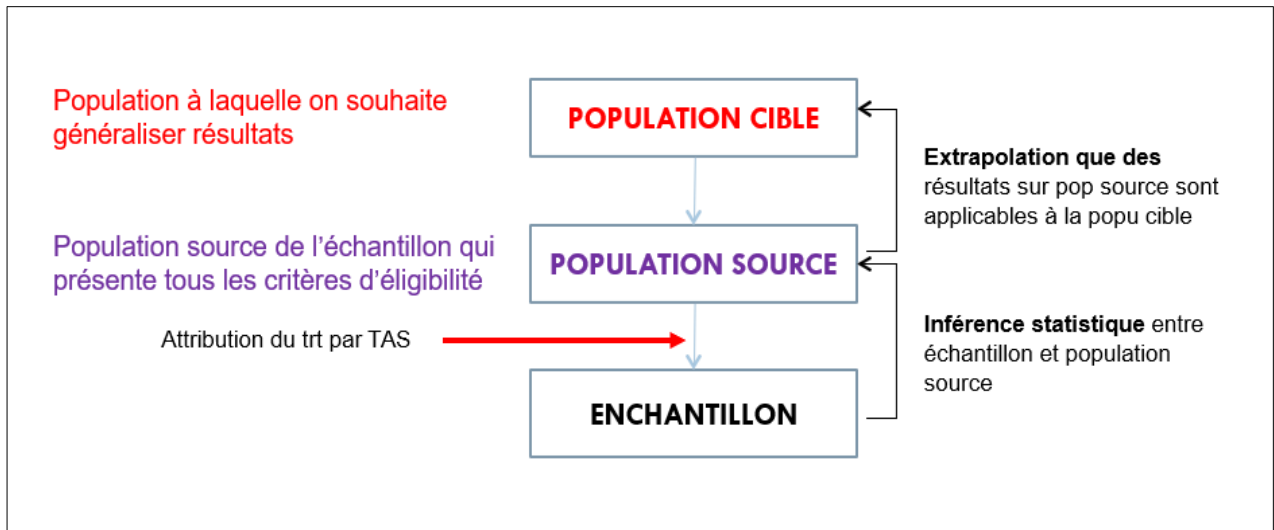 Population à laquelle on souhaite
généraliser résultats
POPULATION CIBLE
Extrapolation que des
résultats sur pop source sont
applicables à la popu cible
Population source de l'échantillon qui
présente tous les critères d'éligibilité
POPULATION SOURCE
Attribution du trt par TAS
Inférence statistique entre
échantillon et population
source
ENCHANTILLON